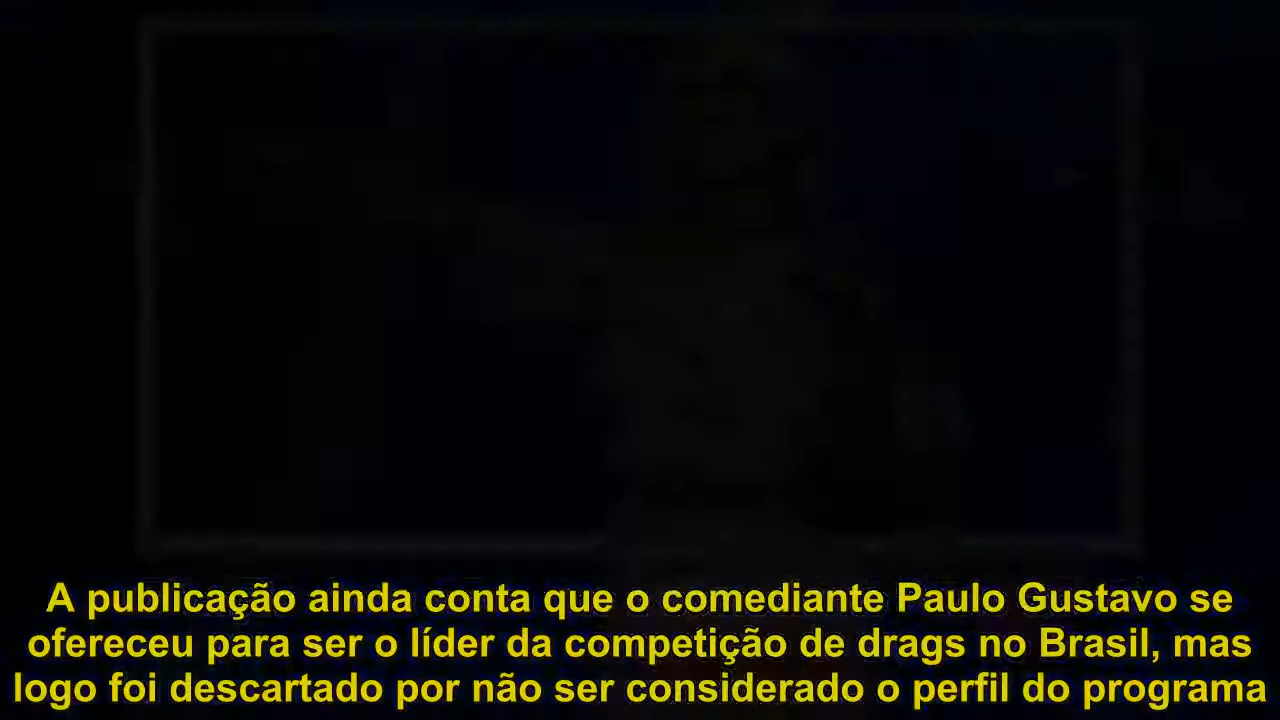 A publicação ainda conta que o comediante Paulo Gustavo se
ofereceu para ser o líder da competição de drags no Brasil, mas
logo foi descartado por não ser considerado o perfil do programa